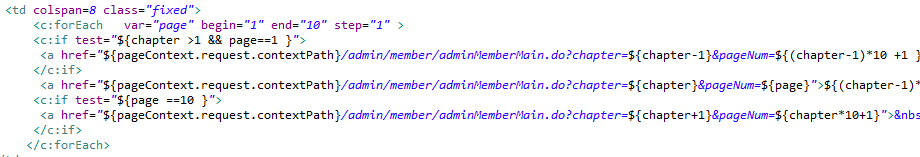 <td colspan=8 class="fixed">
<c:forEach   var="page" begin="1" end="10" step="1" >
<c:if test="${chapter >1 && page==1 }">
<a href="${pageContext.request.contextPath}/admin/member/adminMemberMain.do?chapter=${chapter-1}&pageNum=${(chapter-1)*10 +1 }
</c:if>
<a href="${pageContext.request.contextPath}/admin/member/adminMemberMain.do?chapter=${chapter}&pageNum=${page}">${(chapter-1)*
<c:if test="${page ==10 }">
<a href="${pageContext.request.contextPath}/admin/member/adminMemberMain.do?chapter=${chapter+1}&pageNum=${chapter*10+1}">&nbs
</c:if>
</c:forEach>